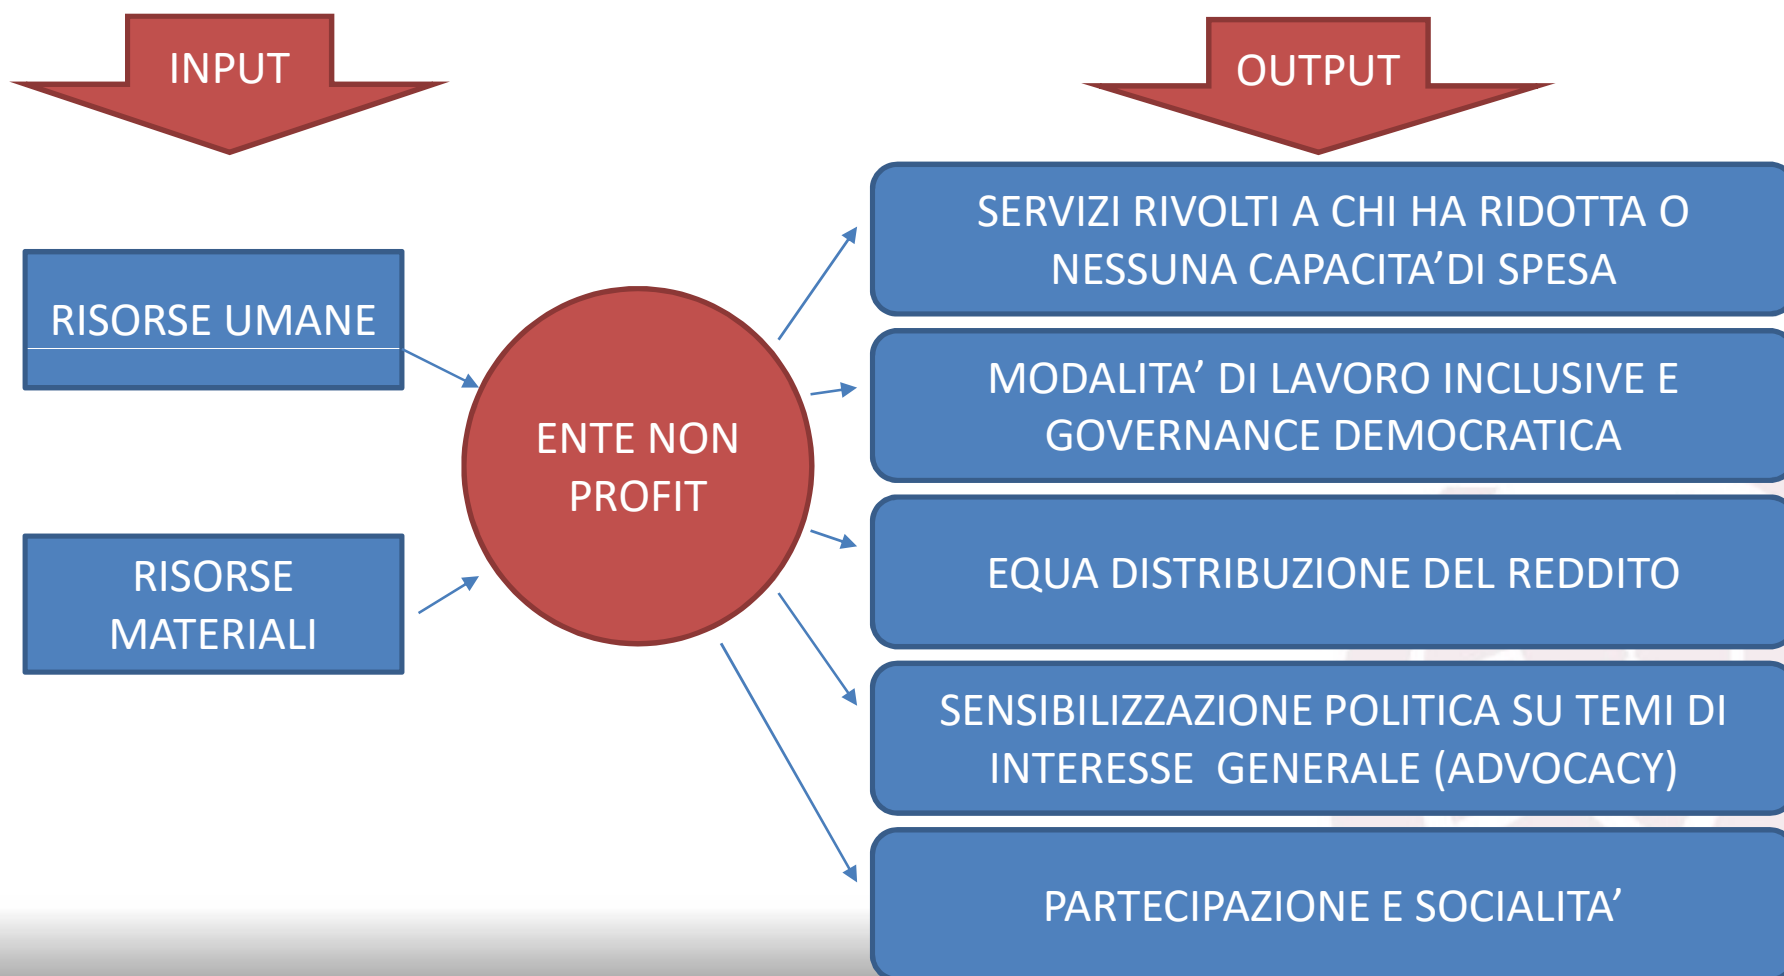 INPUT
OUTPUT
RISORSE UMANE
RISORSE
MATERIALI
ENTE NON
PROFIT
SERVIZI RIVOLTI A CHI HA RIDOTTA O
NESSUNA CAPACITA’DI SPESA
MODALITA’ DI LAVORO INCLUSIVE E
GOVERNANCE DEMOCRATICA
EQUA DISTRIBUZIONE DEL REDDITO
SENSIBILIZZAZIONE POLITICA SU TEMI DI
INTERESSE  GENERALE (ADVOCACY)
PARTECIPAZIONE E SOCIALITA’